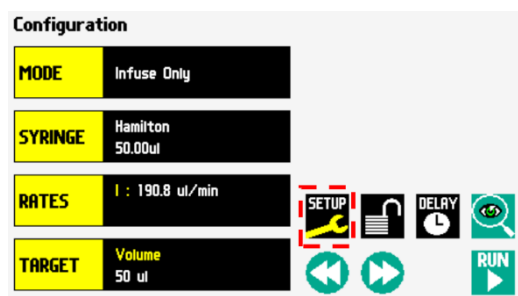 Configuration
MODE
Infuse Only
SYRINGE
Hamilton
50.00ul
RATES
I : 190.8 ul/min
TARGET
Volume
50 ul
SETUP
DELAY
RUN